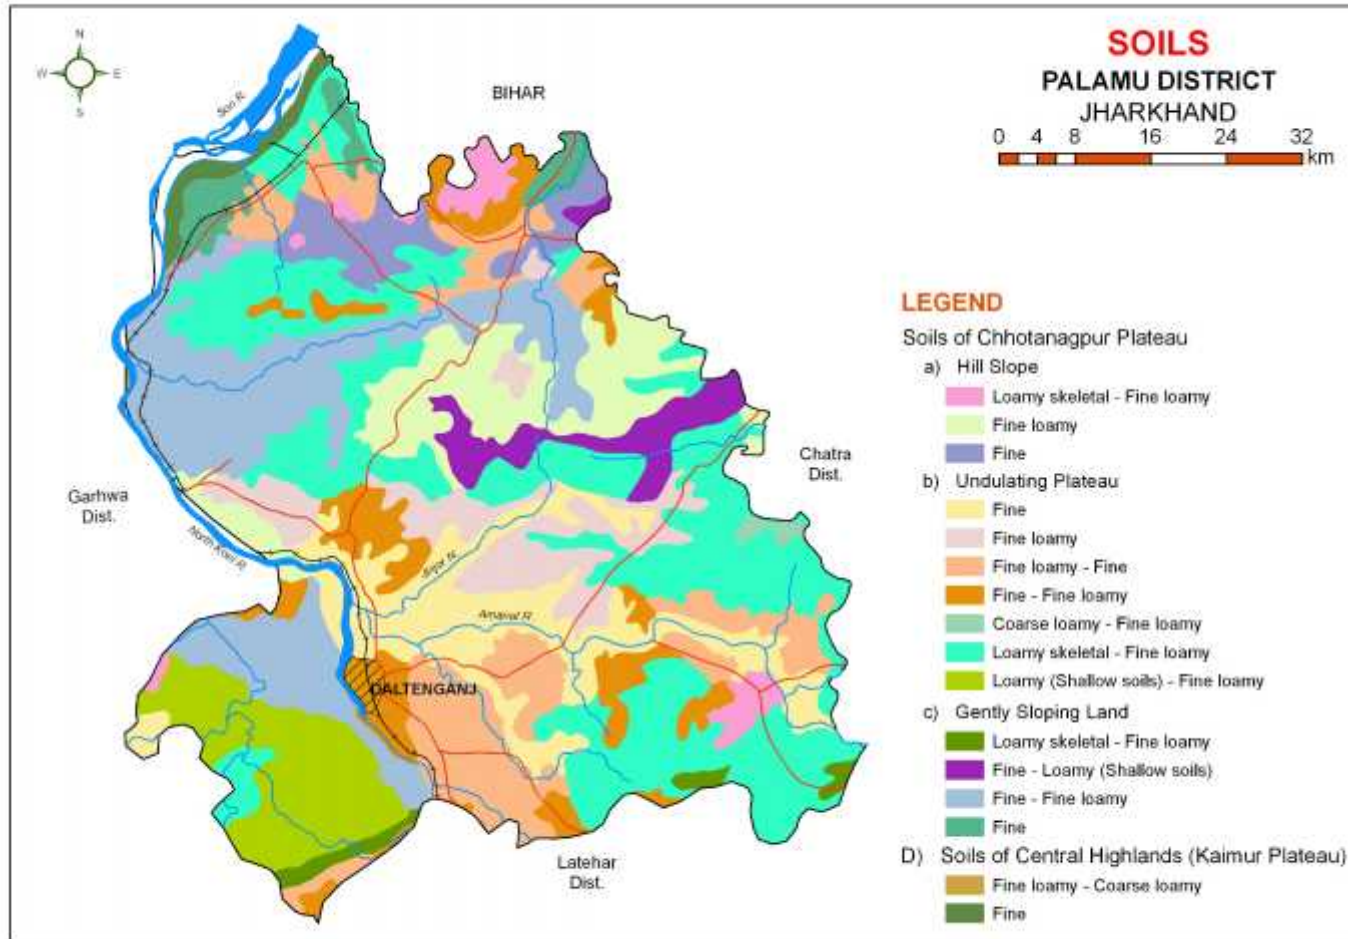 SOILS
PALAMU DISTRICT
JHARKHAND
0 4 8 16 24 32
km
N
W E
S
BIHAR
Son R.
Garhwa
Dist.
Chatra
Dist.
North Koel R.
Jinjoi N.
Amanat R.
DALTENGANJ
Latehar
Dist.
LEGEND
Soils of Chhotanagpur Plateau
a) Hill Slope
Loamy skeletal - Fine loamy
Fine loamy
Fine
b) Undulating Plateau
Fine
Fine loamy
Fine loamy - Fine
Fine - Fine loamy
Coarse loamy - Fine loamy
Loamy skeletal - Fine loamy
Loamy (Shallow soils) - Fine loamy
c) Gently Sloping Land
Loamy skeletal - Fine loamy
Fine - Loamy (Shallow soils)
Fine - Fine loamy
Fine
D) Soils of Central Highlands (Kaimur Plateau)
Fine loamy - Coarse loamy
Fine